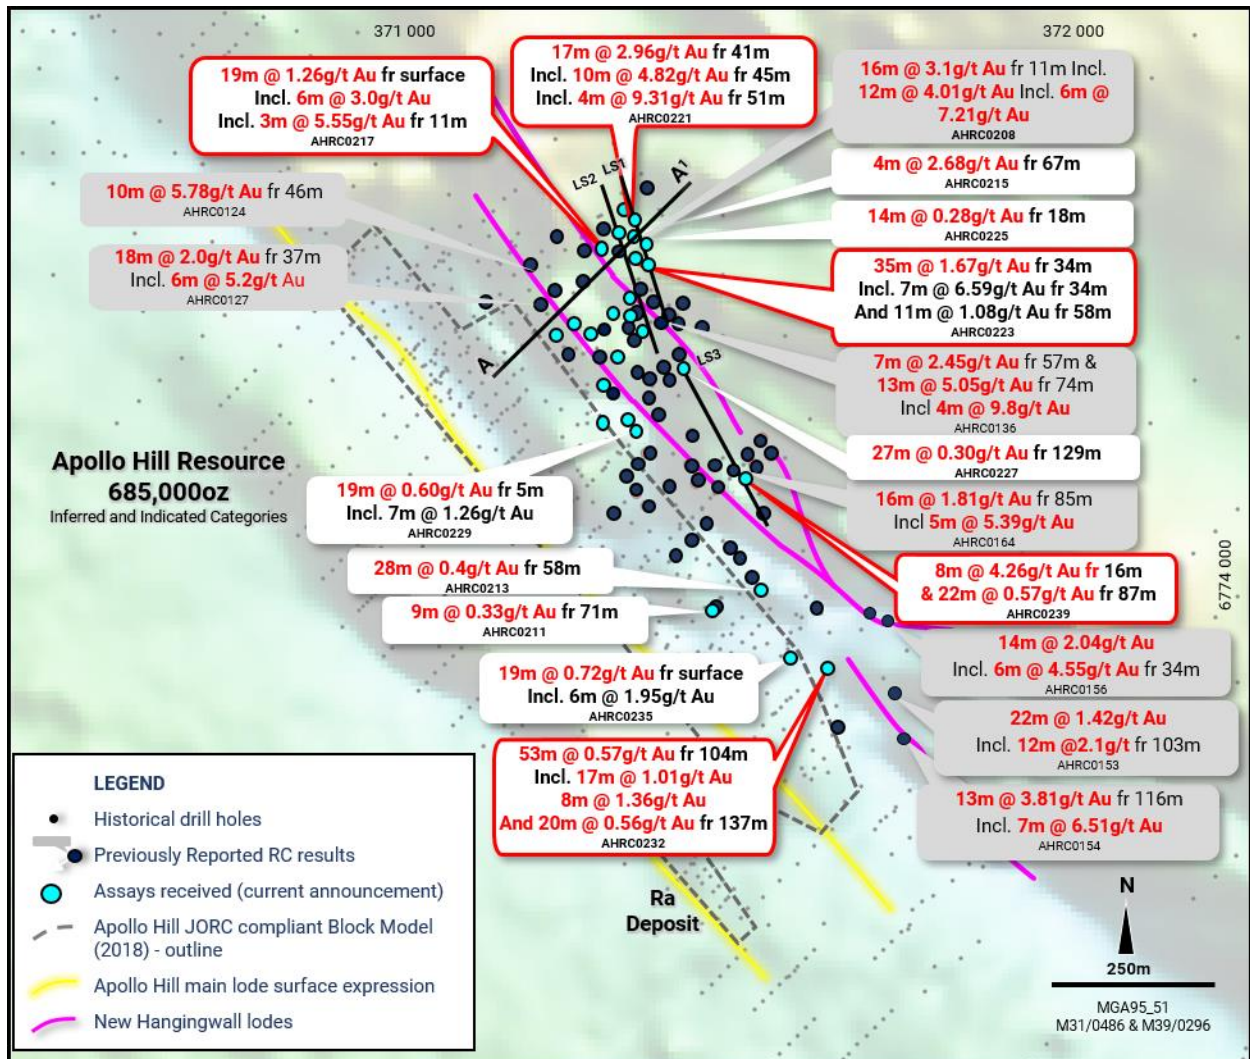 371 000
372 000
19m @ 1.26g/t Au fr surface
Incl. 6m @ 3.0g/t Au
Incl. 3m @ 5.55g/t Au fr 11m
AHRC0217
17m @ 2.96g/t Au fr 41m
Incl. 10m @ 4.82g/t Au fr 45m
Incl. 4m @ 9.31g/t Au fr 51m
AHRC0221
16m @ 3.1g/t Au fr 11m Incl.
12m @ 4.01g/t Au Incl. 6m @
7.21g/t Au
AHRC0208
4m @ 2.68g/t Au fr 67m
AHRC0215
14m @ 0.28g/t Au fr 18m
AHRC0225
35m @ 1.67g/t Au fr 34m
Incl. 7m @ 6.59g/t Au fr 34m
And 11m @ 1.08g/t Au fr 58m
AHRC0223
10m @ 5.78g/t Au fr 46m
AHRC0124
18m @ 2.0g/t Au fr 37m
Incl. 6m @ 5.2g/t Au
AHRC0127
LS2
LS1
A1
A
LS3
7m @ 2.45g/t Au fr 57m &
13m @ 5.05g/t Au fr 74m
Incl 4m @ 9.8g/t Au
AHRC0136
27m @ 0.30g/t Au fr 129m
AHRC0227
16m @ 1.81g/t Au fr 85m
Incl 5m @ 5.39g/t Au
AHRC0164
8m @ 4.26g/t Au fr 16m
& 22m @ 0.57g/t Au fr 87m
AHRC0239
6774 000
Apollo Hill Resource
685,000oz
Inferred and Indicated Categories
19m @ 0.60g/t Au fr 5m
Incl. 7m @ 1.26g/t Au
AHRC0229
28m @ 0.4g/t Au fr 58m
AHRC0213
9m @ 0.33g/t Au fr 71m
AHRC0211
19m @ 0.72g/t Au fr surface
Incl. 6m @ 1.95g/t Au
AHRC0235
53m @ 0.57g/t Au fr 104m
Incl. 17m @ 1.01g/t Au
8m @ 1.36g/t Au
And 20m @ 0.56g/t Au fr 137m
AHRC0232
14m @ 2.04g/t Au
Incl. 6m @ 4.55g/t Au fr 34m
AHRC0156
22m @ 1.42g/t Au
Incl. 12m @2.1g/t fr 103m
AHRC0153
13m @ 3.81g/t Au fr 116m
Incl. 7m @ 6.51g/t Au
AHRC0154
Ra
Deposit
LEGEND
Historical drill holes
Previously Reported RC results
Assays received (current announcement)
Apollo Hill JORC compliant Block Model
(2018) - outline
Apollo Hill main lode surface expression
New Hangingwall lodes
N
250m
MGA95_51
M31/0486 & M39/0296